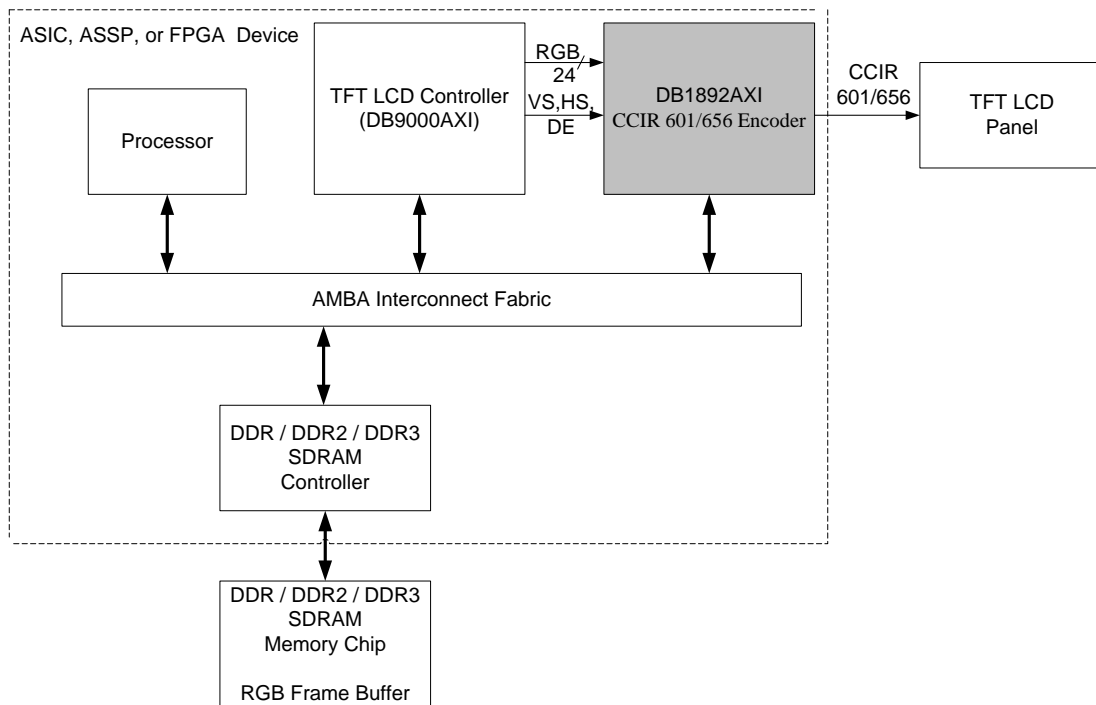 ASIC, ASSP, or FPGA Device
Processor
TFT LCD Controller
(DB9000AXI)
RGB
24
VS,HS,
DE
DB1892AXI
CCIR 601/656 Encoder
CCIR
601/656
TFT LCD
Panel
AMBA Interconnect Fabric
DDR / DDR2 / DDR3
SDRAM
Controller
DDR / DDR2 / DDR3
SDRAM
Memory Chip
RGB Frame Buffer